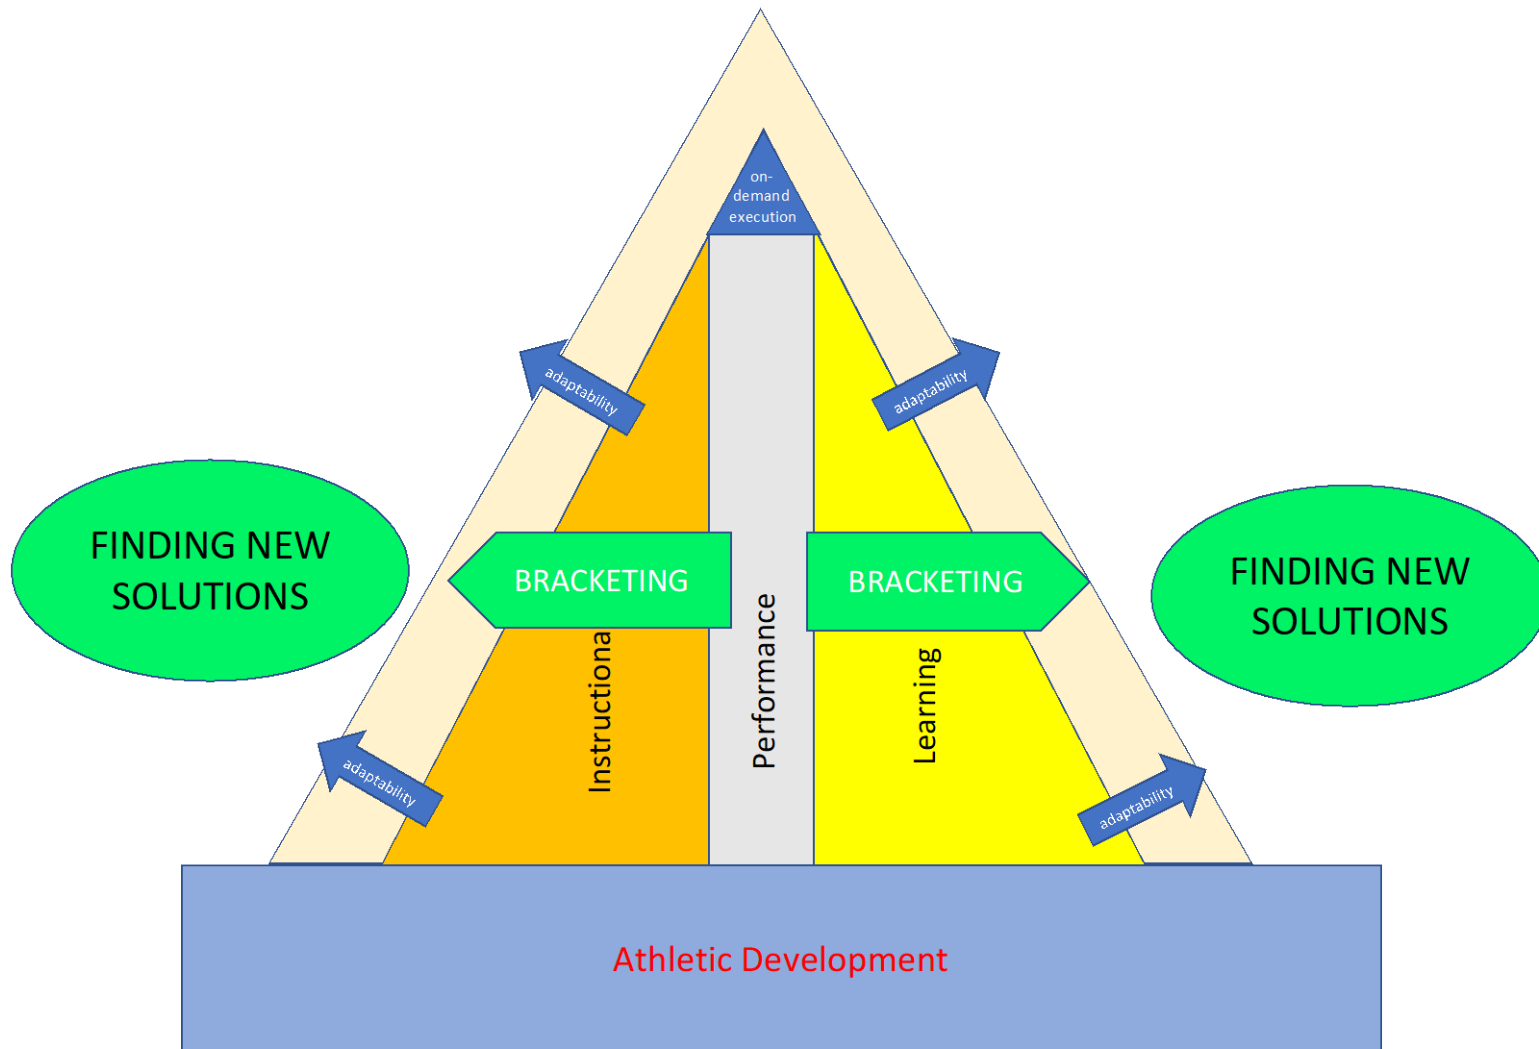 on-
demand
execution
adaptability
adaptability
FINDING NEW
SOLUTIONS
BRACKETING
BRACKETING
FINDING NEW
SOLUTIONS
Instructional
Performance
Learning
adaptability
adaptability
Athletic Development